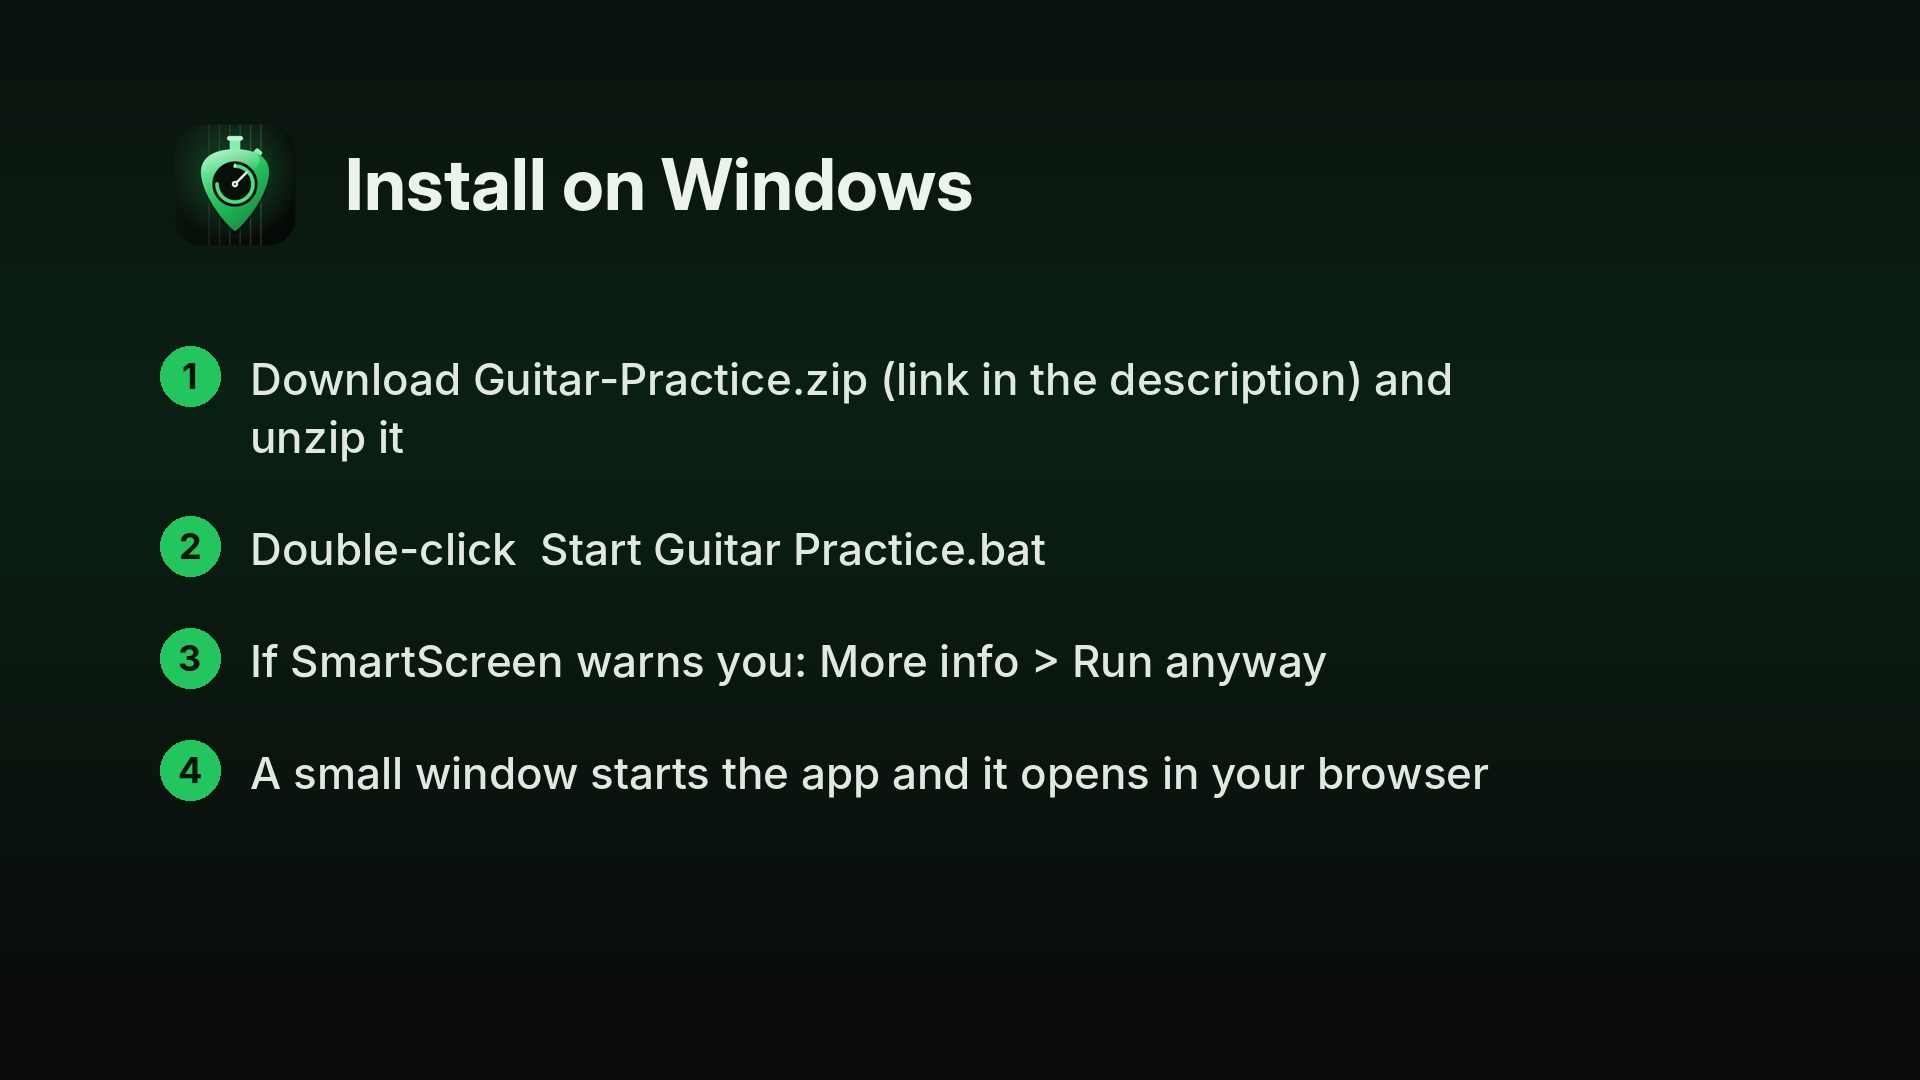 Install on Windows
1 Download Guitar-Practice.zip (link in the description) and
unzip it
2 Double-click  Start Guitar Practice.bat
3 If SmartScreen warns you: More info > Run anyway
4 A small window starts the app and it opens in your browser